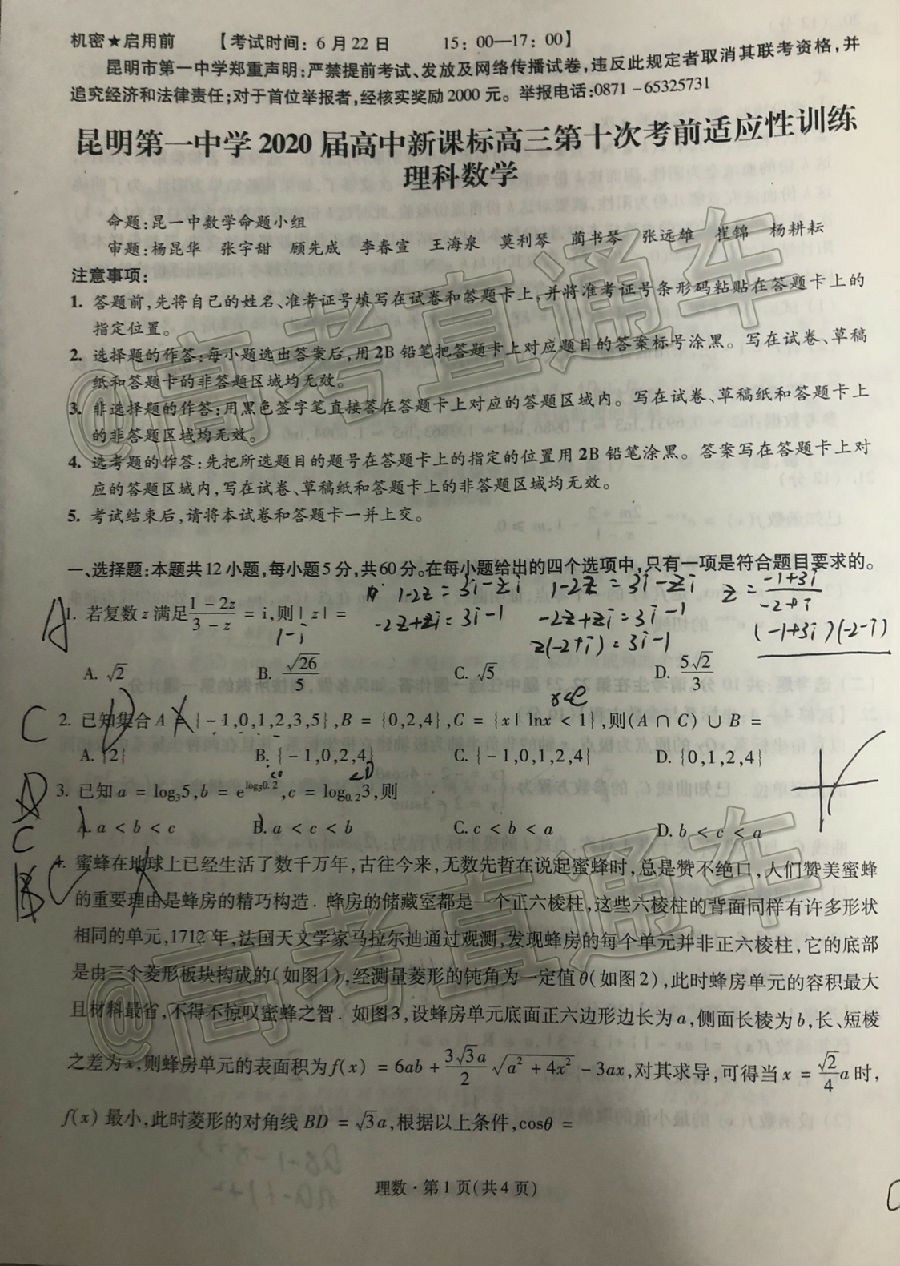 机密★启用前 【考试时间：6月22日 15：00—17：00】
昆明市第一中学郑重声明：严禁提前考试、发放及网络传播试卷，违反此规定者取消其联考资格，并
追究经济和法律责任；对于首位举报者，经核实奖励2000元。举报电话：0871-65325731
昆明第一中学2020届高中新课标高三第十次考前适应性训练
理科数学
命题：昆一中数学命题小组
审题：杨昆华 张宇甜 顾先成 李春宣 王海泉 莫利琴 蔺书琴 张远雄 崔锦 杨耕耘
注意事项：
1. 答题前，先将自己的姓名、准考证号填写在试卷和答题卡上，并将准考证号条形码粘贴在答题卡上的
指定位置。
2. 选择题的作答：每小题选出答案后，用2B铅笔把答题卡上对应题目的答案标号涂黑。写在试卷、草稿
纸和答题卡的非答题区域均无效。
3. 非选择题的作答：用黑色签字笔直接答在答题卡上对应的答题区域内。写在试卷、草稿纸和答题卡上
的非答题区域均无效。
4. 选考题的作答：先把所选题目的题号在答题卡上的指定的位置用2B铅笔涂黑。答案写在答题卡上对
应的答题区域内，写在试卷、草稿纸和答题卡上的非答题区域均无效。
5. 考试结束后，请将本试卷和答题卡一并上交。
一、选择题：本题共12小题，每小题5分，共60分。在每小题给出的四个选项中，只有一项是符合题目要求的。
A 1. 若复数z满足 (1-2z)/(3-z) = i，则|z| = 1-2z = 3i-zi 1-2z = 3i-zi z = (-1+3i)/(-2+i)
-2z+zi = 3i-1 -2z+zi = 3i-1
1-i z(-2+i) = 3i-1 (-1+3i)(-2-i)
A. √2 B. √26/5 C. √5 D. 5√2/3
C 2. 已知集合A = {-1,0,1,2,3,5}，B = {0,2,4}，C = {x| lnx < 1}，则(A∩C)∪B =
A. {2} B. {-1,0,2,4} C. {-1,0,1,2,4} D. {0,1,2,4}
3. 已知a = log₃5，b = e^(log₃0.2)，c = log₀.₂3，则
C A. a < b < c B. a < c < b C. c < b < a D. b < c < a
C 4. 蜜蜂在地球上已经生活了数千万年，古往今来，无数先哲在说起蜜蜂时，总是赞不绝口，人们赞美蜜蜂
的重要理由是蜂房的精巧构造．蜂房的储藏室都是一个正六棱柱，这些六棱柱的背面同样有许多形状
相同的单元，1712年，法国天文学家马拉尔迪通过观测，发现蜂房的每个单元并非正六棱柱，它的底部
是由三个菱形板块构成的（如图1），经测量菱形的钝角为一定值θ（如图2），此时蜂房单元的容积最大
且材料最省，不得不惊叹蜜蜂之智．如图3，设蜂房单元底面正六边形边长为a，侧面长棱为b，长、短棱
之差为x，则蜂房单元的表面积为f(x) = 6ab + (3√3a/2)√(a²+4x²) - 3ax，对其求导，可得当x = (√2/4)a时，
f(x)最小，此时菱形的对角线BD = √3a，根据以上条件，cosθ =
理数·第1页（共4页）
@高考直通车
@高考直通车